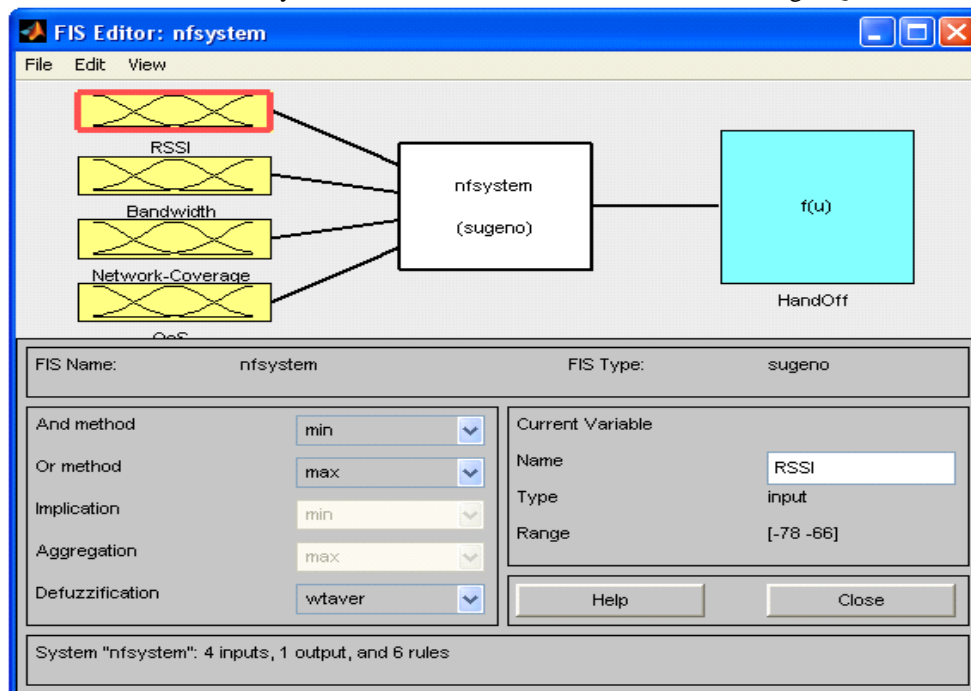 FIS Editor: nfsystem
File Edit View
RSSI
Bandwidth
Network-Coverage
nfsystem
(sugeno)
f(u)
HandOff
FIS Name: nfsystem FIS Type: sugeno
And method min
Or method max
Implication min
Aggregation max
Defuzzification wtaver
Current Variable
Name RSSI
Type input
Range [-78 -66]
Help Close
System "nfsystem": 4 inputs, 1 output, and 6 rules